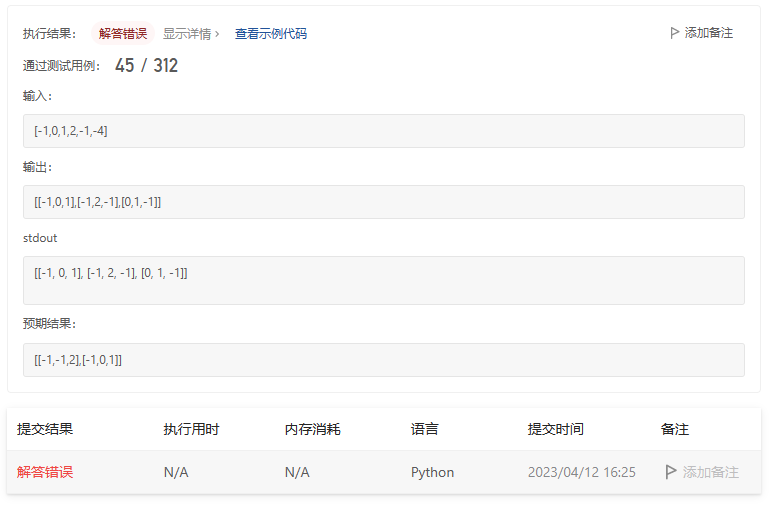 执行结果： 解答错误 显示详情 › 查看示例代码 添加备注
通过测试用例： 45 / 312
输入：
[-1,0,1,2,-1,-4]
输出：
[[-1,0,1],[-1,2,-1],[0,1,-1]]
stdout
[[-1, 0, 1], [-1, 2, -1], [0, 1, -1]]
预期结果：
[[-1,-1,2],[-1,0,1]]
提交结果 执行用时 内存消耗 语言 提交时间 备注
解答错误 N/A N/A Python 2023/04/12 16:25 添加备注